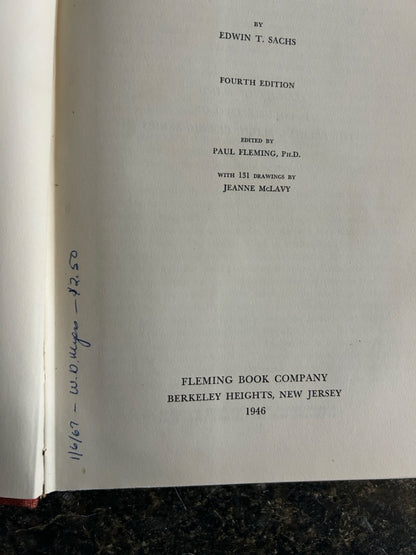 BY
EDWIN T. SACHS
FOURTH EDITION
EDITED BY
PAUL FLEMING, Ph.D.
WITH 151 DRAWINGS BY
JEANNE McLAVY
FLEMING BOOK COMPANY
BERKELEY HEIGHTS, NEW JERSEY
1946
1/6/67 – W. D. Myers – $2.50